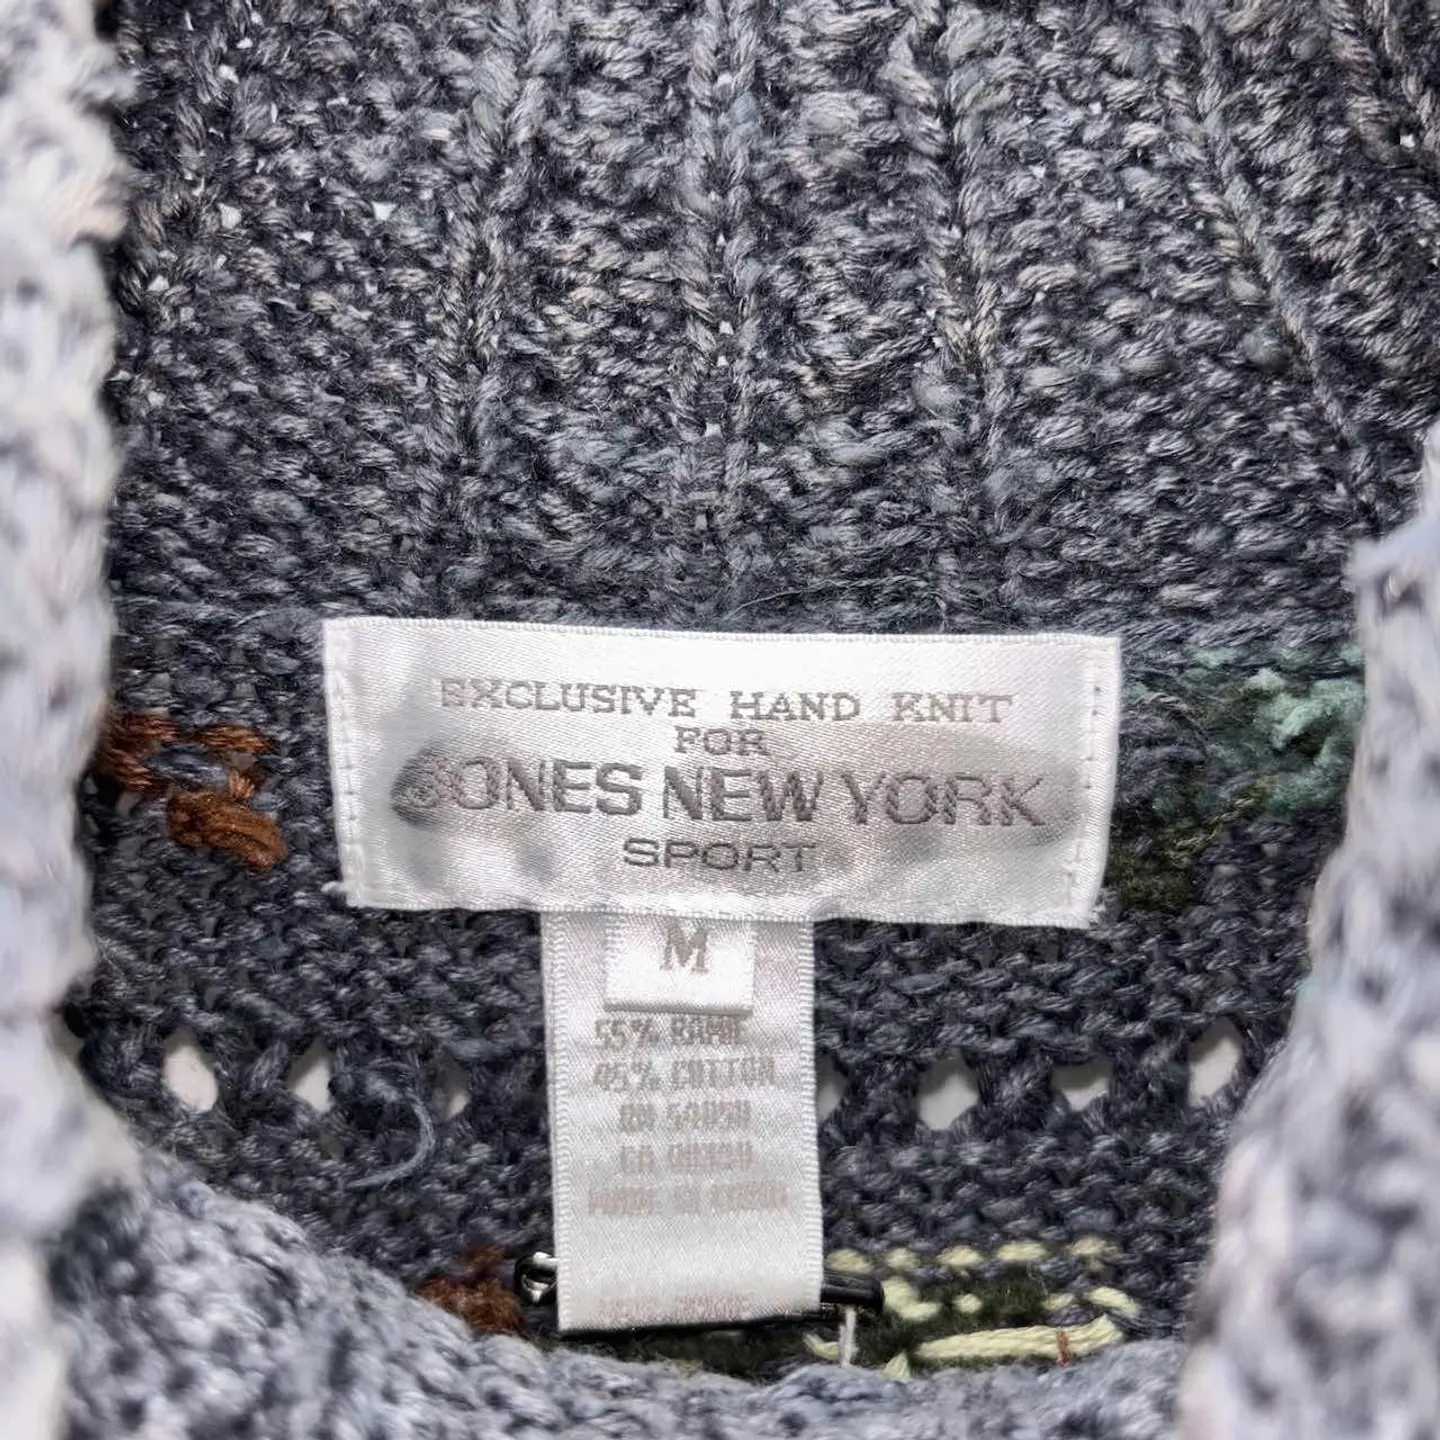 EXCLUSIVE HAND KNIT
FOR
JONES NEW YORK
SPORT
M
55% RAMIE
45% COTTON